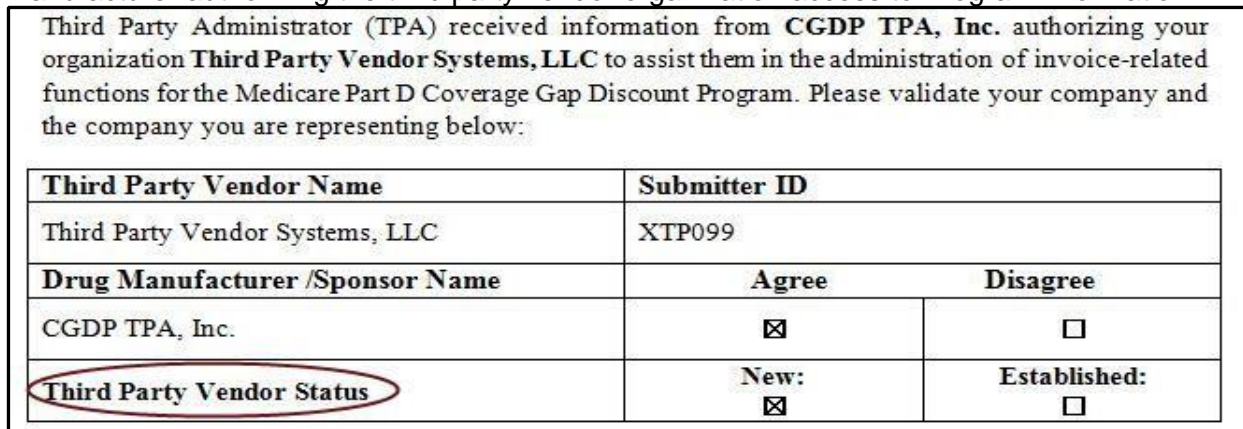 Third Party Administrator (TPA) received information from CGDP TPA, Inc. authorizing your
organization Third Party Vendor Systems, LLC to assist them in the administration of invoice-related
functions for the Medicare Part D Coverage Gap Discount Program. Please validate your company and
the company you are representing below:
Third Party Vendor Name Submitter ID
Third Party Vendor Systems, LLC XTP099
Drug Manufacturer /Sponsor Name Agree Disagree
CGDP TPA, Inc. ☒ ☐
Third Party Vendor Status New: Established:
☒ ☐